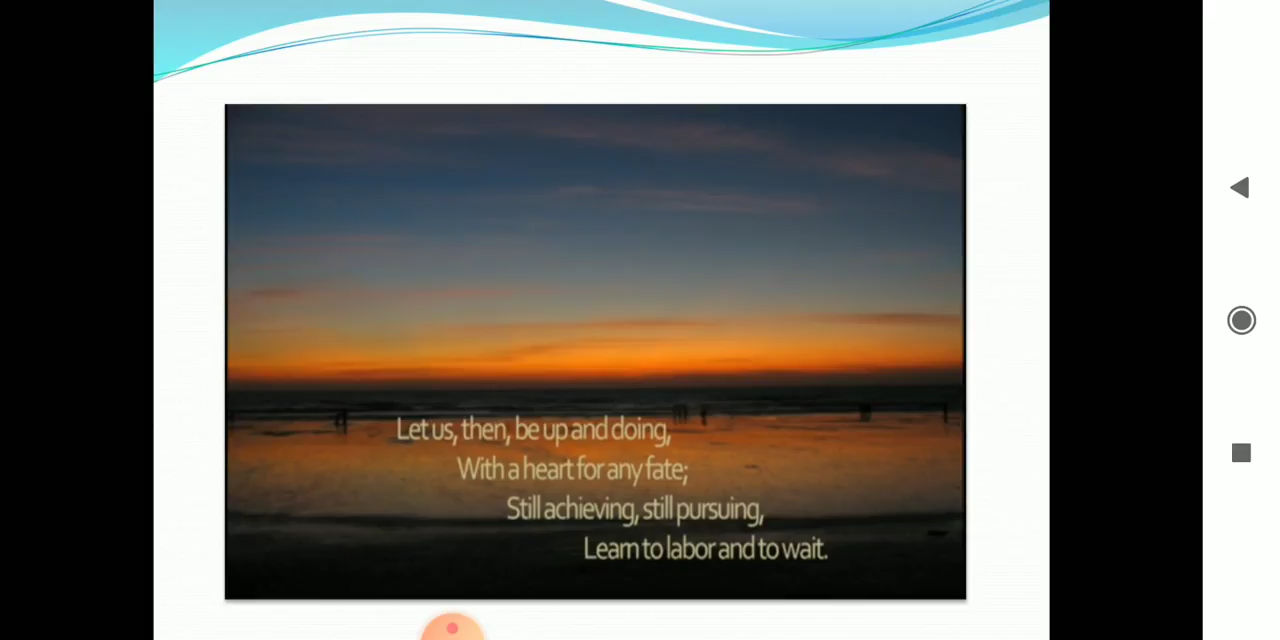 Let us, then, be up and doing,
With a heart for any fate;
Still achieving, still pursuing,
Learn to labor and to wait.